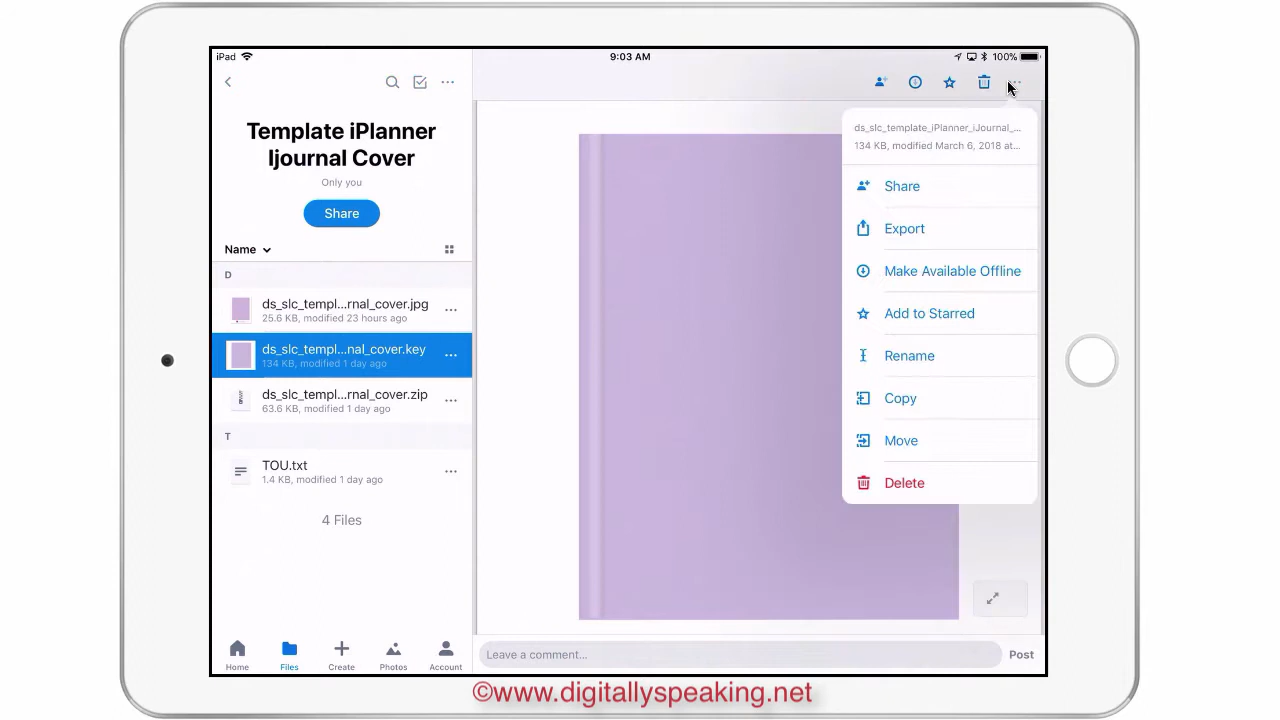 iPad
9:03 AM
100%
Template iPlanner
Ijournal Cover
Only you
Share
Name
D
ds_slc_templ...rnal_cover.jpg
25.6 KB, modified 23 hours ago
ds_slc_templ...nal_cover.key
134 KB, modified 1 day ago
ds_slc_templ...rnal_cover.zip
63.6 KB, modified 1 day ago
T
TOU.txt
1.4 KB, modified 1 day ago
4 Files
Home
Files
Create
Photos
Account
ds_slc_template_iPlanner_iJournal_...
134 KB, modified March 6, 2018 at...
Share
Export
Make Available Offline
Add to Starred
Rename
Copy
Move
Delete
Leave a comment...
Post
©www.digitallyspeaking.net